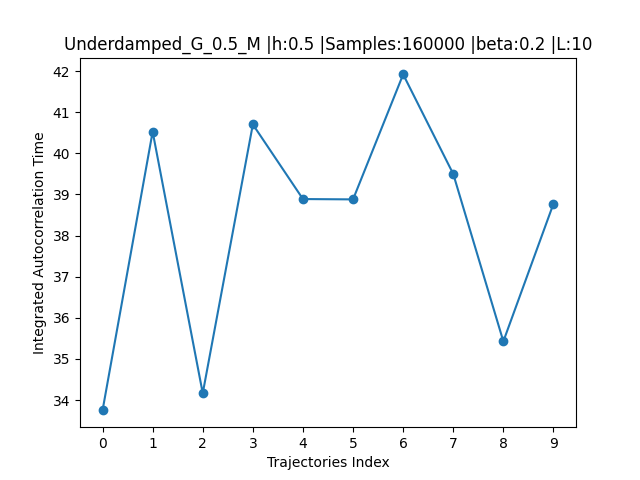 Underdamped_G_0.5_M |h:0.5 |Samples:160000 |beta:0.2 |L:10
42
41
40
39
38
37
36
35
34
Integrated Autocorrelation Time
0 1 2 3 4 5 6 7 8 9
Trajectories Index